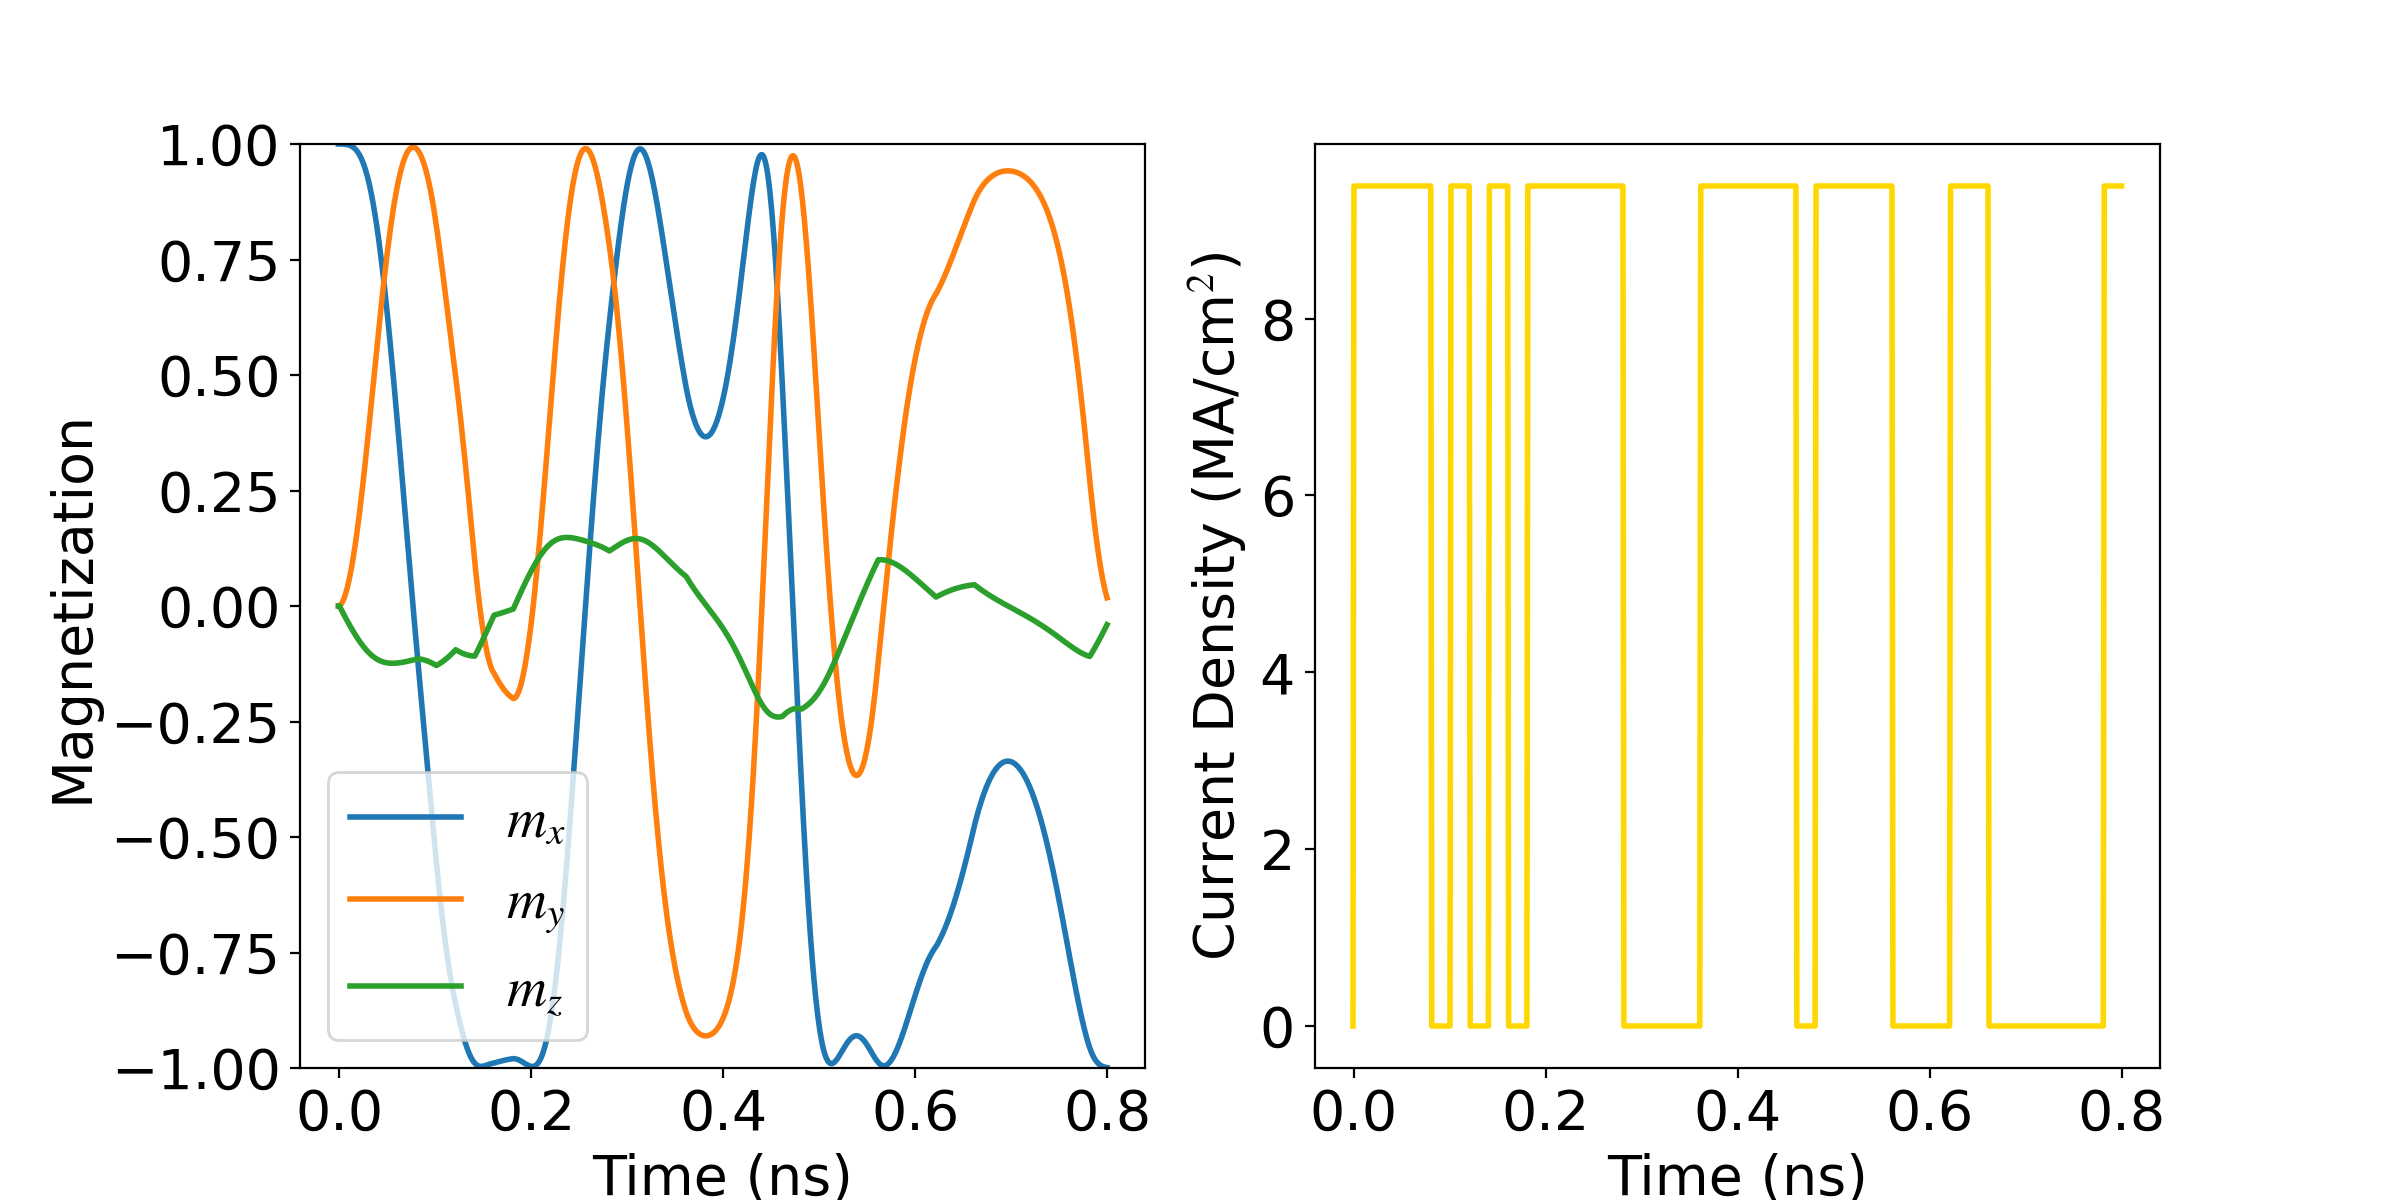 1.00
0.75
0.50
0.25
0.00
−0.25
−0.50
−0.75
−1.00
Magnetization
0.0 0.2 0.4 0.6 0.8
Time (ns)
m_x
m_y
m_z
8
6
4
2
0
Current Density (MA/cm²)
0.0 0.2 0.4 0.6 0.8
Time (ns)